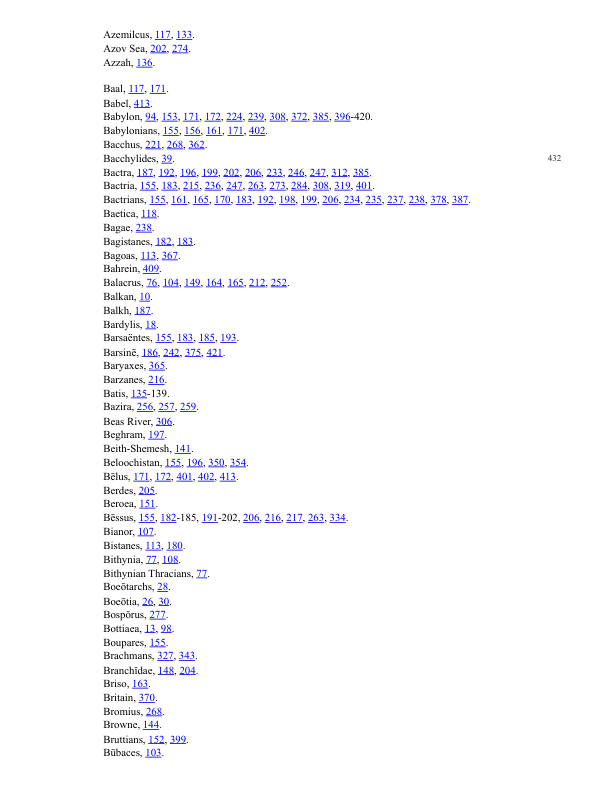 Azemilcus, 117, 133.
Azov Sea, 202, 274.
Azzah, 136.
Baal, 117, 171.
Babel, 413.
Babylon, 94, 153, 171, 172, 224, 239, 308, 372, 385, 396-420.
Babylonians, 155, 156, 161, 171, 402.
Bacchus, 221, 268, 362.
Bacchylides, 39.
432
Bactra, 187, 192, 196, 199, 202, 206, 233, 246, 247, 312, 385.
Bactria, 155, 183, 215, 236, 247, 263, 273, 284, 308, 319, 401.
Bactrians, 155, 161, 165, 170, 183, 192, 198, 199, 206, 234, 235, 237, 238, 378, 387.
Baetica, 118.
Bagae, 238.
Bagistanes, 182, 183.
Bagoas, 113, 367.
Bahrein, 409.
Balacrus, 76, 104, 149, 164, 165, 212, 252.
Balkan, 10.
Balkh, 187.
Bardylis, 18.
Barsaëntes, 155, 183, 185, 193.
Barsinē, 186, 242, 375, 421.
Baryaxes, 365.
Barzanes, 216.
Batis, 135-139.
Bazira, 256, 257, 259.
Beas River, 306.
Beghram, 197.
Beith-Shemesh, 141.
Beloochistan, 155, 196, 350, 354.
Bēlus, 171, 172, 401, 402, 413.
Berdes, 205.
Beroea, 151.
Bēssus, 155, 182-185, 191-202, 206, 216, 217, 263, 334.
Bianor, 107.
Bistanes, 113, 180.
Bithynia, 77, 108.
Bithynian Thracians, 77.
Boeōtarchs, 28.
Boeōtia, 26, 30.
Bospŏrus, 277.
Bottiaea, 13, 98.
Boupares, 155.
Brachmans, 327, 343.
Branchīdae, 148, 204.
Briso, 163.
Britain, 370.
Bromius, 268.
Browne, 144.
Bruttians, 152, 399.
Būbaces, 103.